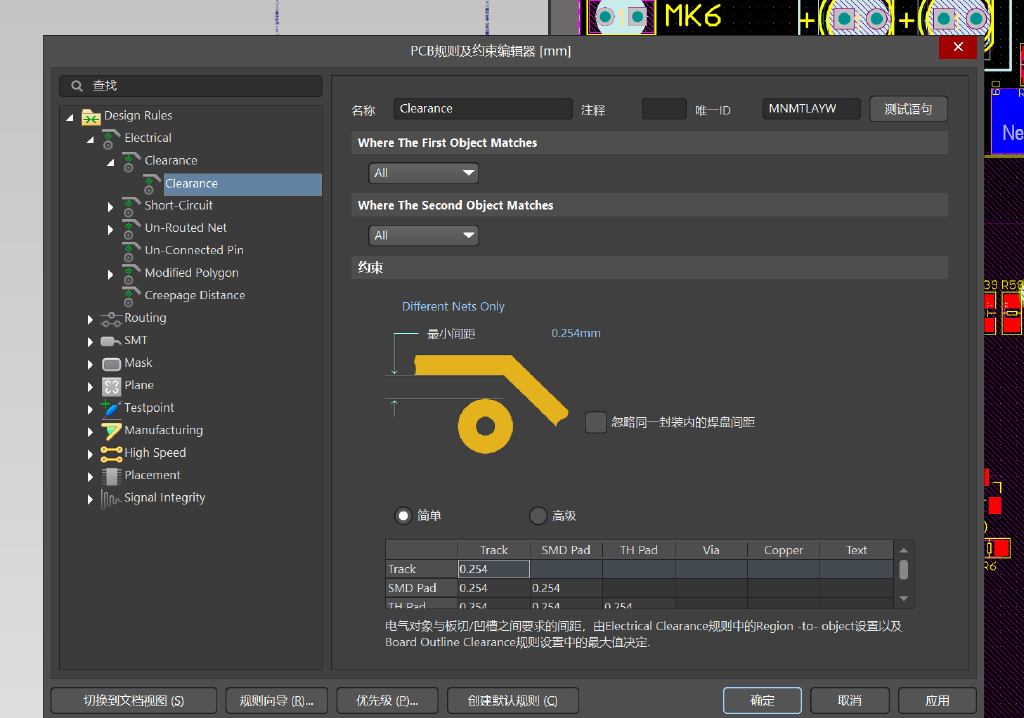 MK6
PCB规则及约束编辑器 [mm]
查找
Design Rules
Electrical
Clearance
Clearance
Short-Circuit
Un-Routed Net
Un-Connected Pin
Modified Polygon
Creepage Distance
Routing
SMT
Mask
Plane
Testpoint
Manufacturing
High Speed
Placement
Signal Integrity
名称 Clearance 注释 唯一ID MNMTLAYW 测试语句
Where The First Object Matches
All
Where The Second Object Matches
All
约束
Different Nets Only
最小间距 0.254mm
忽略同一封装内的焊盘间距
简单 高级
Track SMD Pad TH Pad Via Copper Text
Track 0.254
SMD Pad 0.254 0.254
TH Pad 0.254 0.254 0.254
电气对象与板切/凹槽之间要求的间距，由Electrical Clearance规则中的Region -to- object设置以及
Board Outline Clearance规则设置中的最大值决定.
切换到文档视图 (S) 规则向导 (R)... 优先级 (P)... 创建默认规则 (C) 确定 取消 应用
Ne
R6